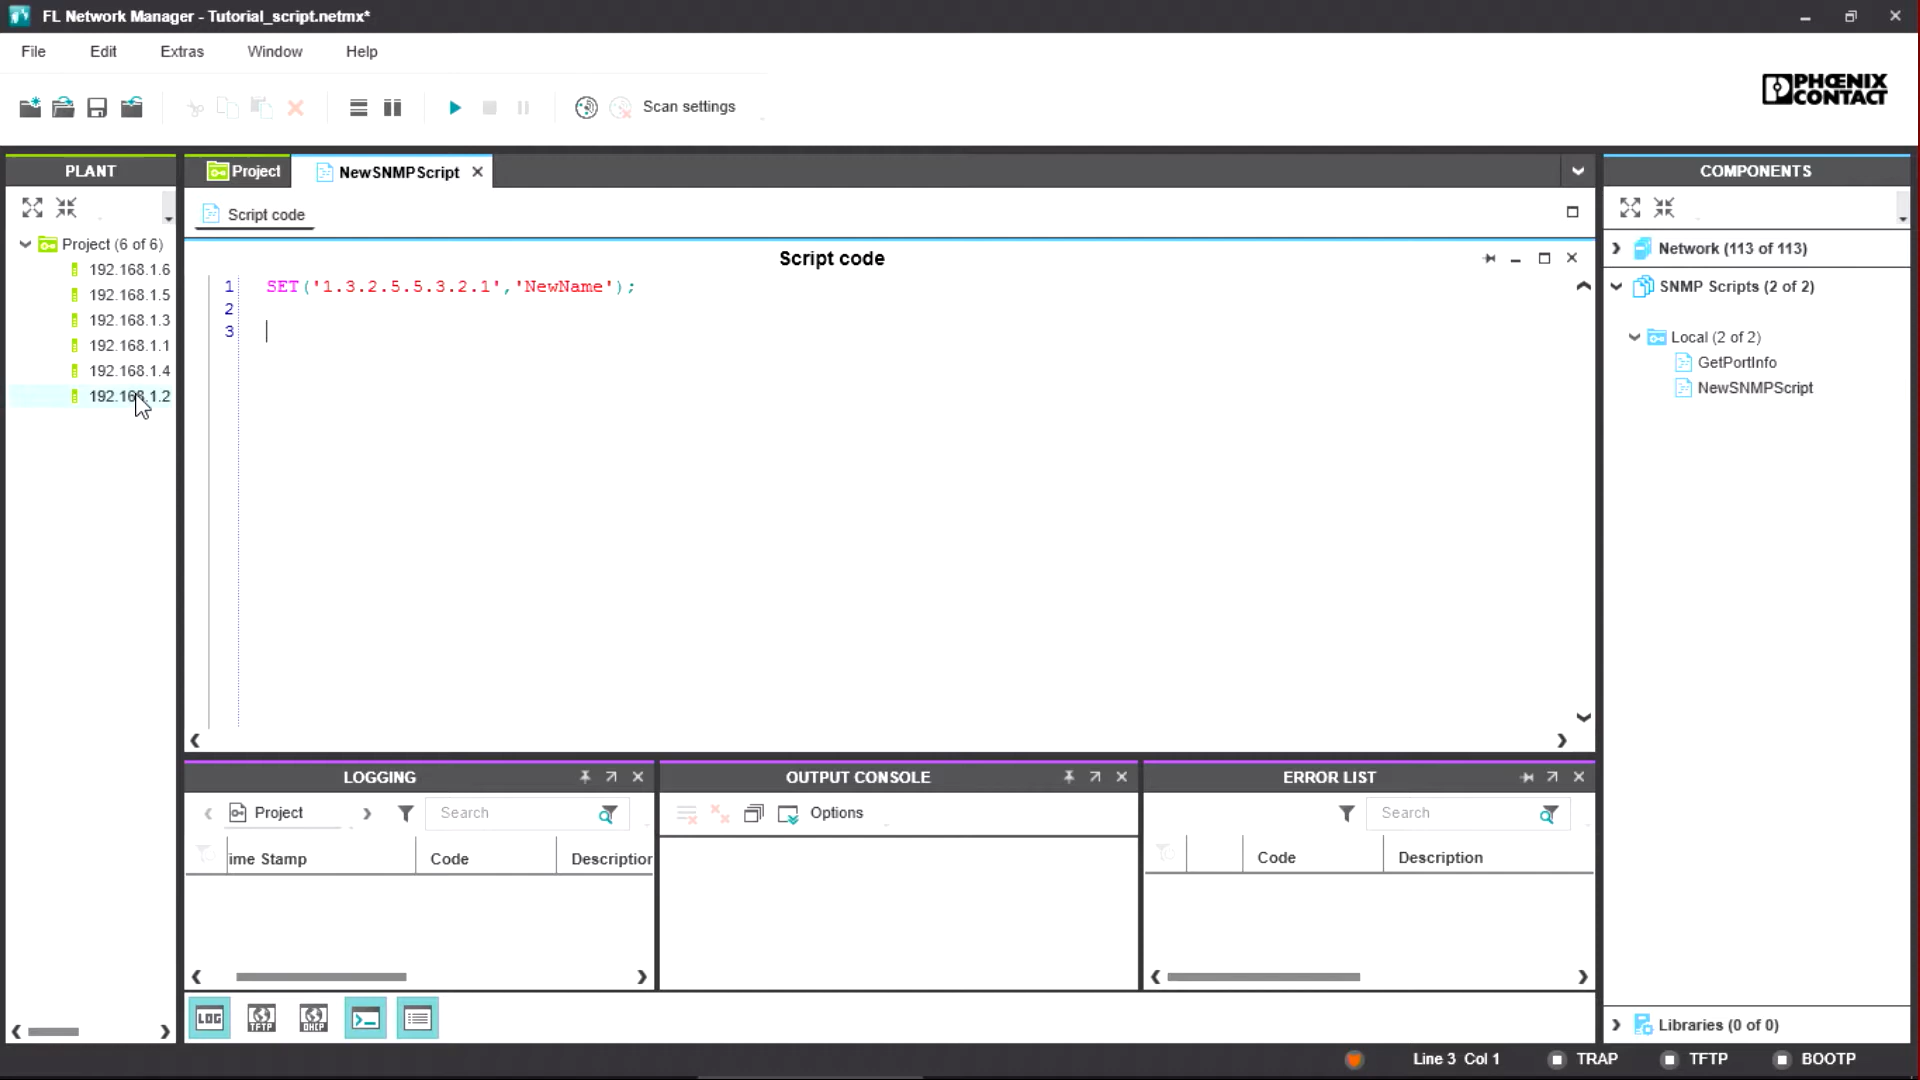 FL Network Manager - Tutorial_script.netmx*
File Edit Extras Window Help
Scan settings
PHŒNIX
CONTACT
PLANT
Project (6 of 6)
192.168.1.6
192.168.1.5
192.168.1.3
192.168.1.1
192.168.1.4
192.168.1.2
Project NewSNMPScript
Script code
Script code
1 SET('1.3.2.5.5.3.2.1','NewName');
2
3
COMPONENTS
Network (113 of 113)
SNMP Scripts (2 of 2)
Local (2 of 2)
GetPortInfo
NewSNMPScript
Libraries (0 of 0)
LOGGING
Project Search
ime Stamp Code Description
OUTPUT CONSOLE
Options
ERROR LIST
Search
Code Description
LOG TFTP DHCP
Line 3 Col 1 TRAP TFTP BOOTP